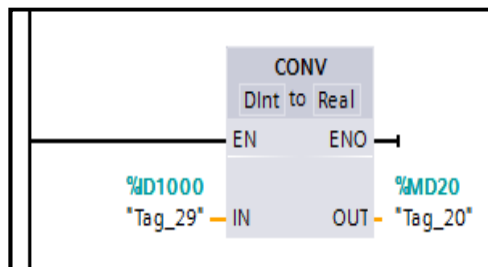 CONV
DInt to Real
EN ENO
%ID1000 %MD20
"Tag_29" IN OUT "Tag_20"